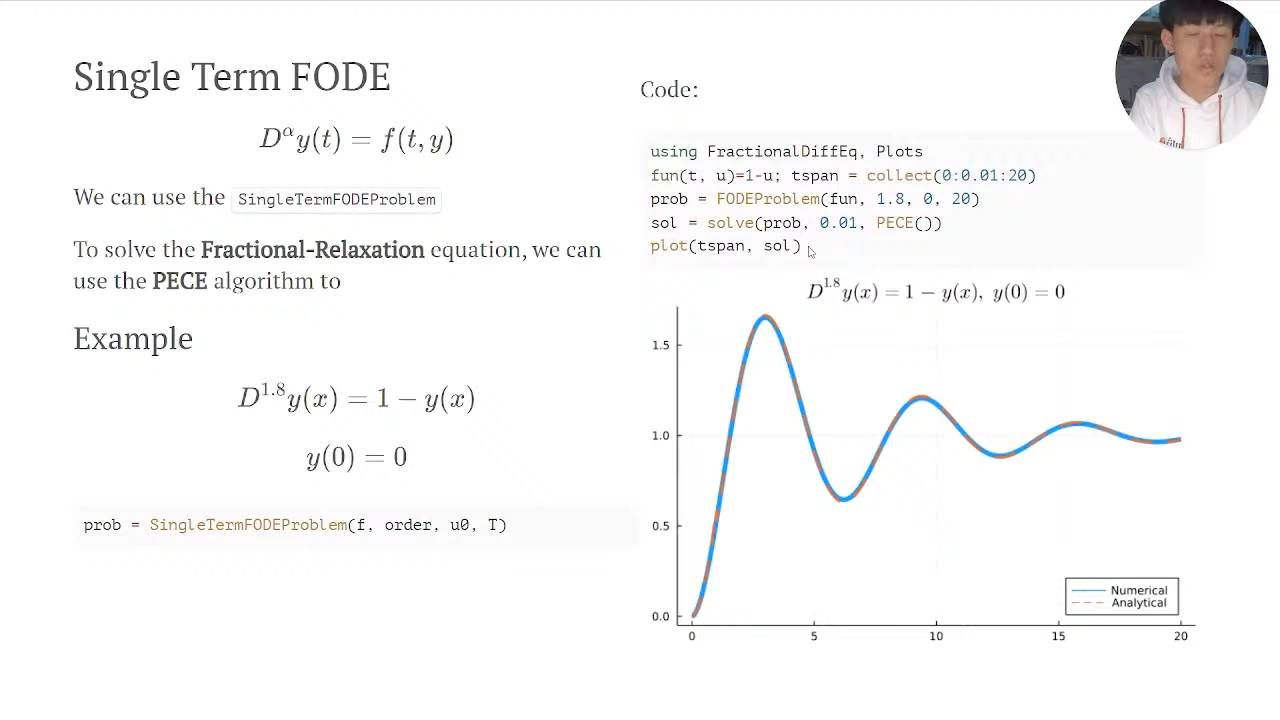 Single Term FODE
D^α y(t) = f(t, y)
We can use the SingleTermFODEProblem
To solve the Fractional-Relaxation equation, we can
use the PECE algorithm to
Example
D^1.8 y(x) = 1 − y(x)
y(0) = 0
prob = SingleTermFODEProblem(f, order, u0, T)
Code:
using FractionalDiffEq, Plots
fun(t, u)=1-u; tspan = collect(0:0.01:20)
prob = FODEProblem(fun, 1.8, 0, 20)
sol = solve(prob, 0.01, PECE())
plot(tspan, sol)
D^1.8 y(x) = 1 − y(x), y(0) = 0
1.5
1.0
0.5
0.0
0 5 10 15 20
Numerical
Analytical